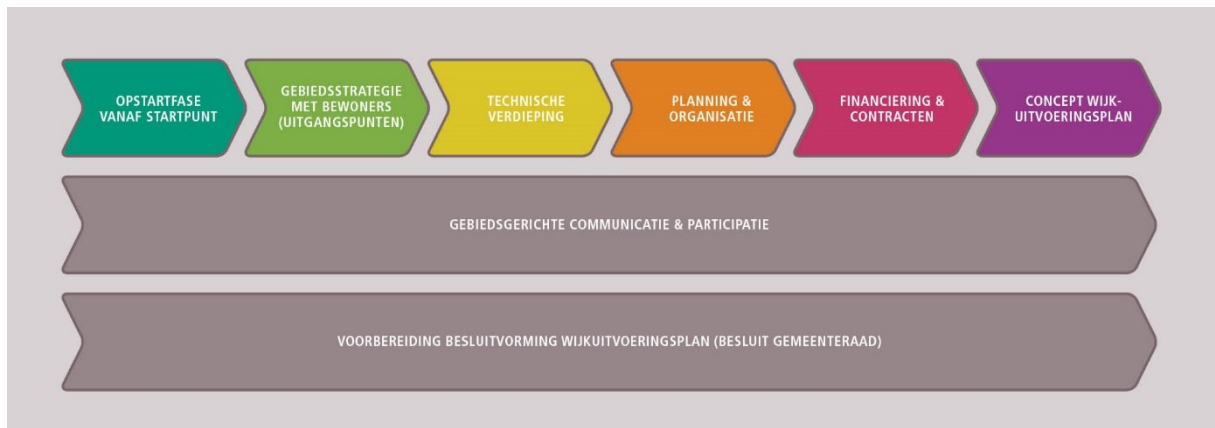 OPSTARTFASE
VANAF STARTPUNT
GEBIEDSSTRATEGIE
MET BEWONERS
(UITGANGSPUNTEN)
TECHNISCHE
VERDIEPING
PLANNING &
ORGANISATIE
FINANCIERING &
CONTRACTEN
CONCEPT WIJK-
UITVOERINGSPLAN
GEBIEDSGERICHTE COMMUNICATIE & PARTICIPATIE
VOORBEREIDING BESLUITVORMING WIJKUITVOERINGSPLAN (BESLUIT GEMEENTERAAD)